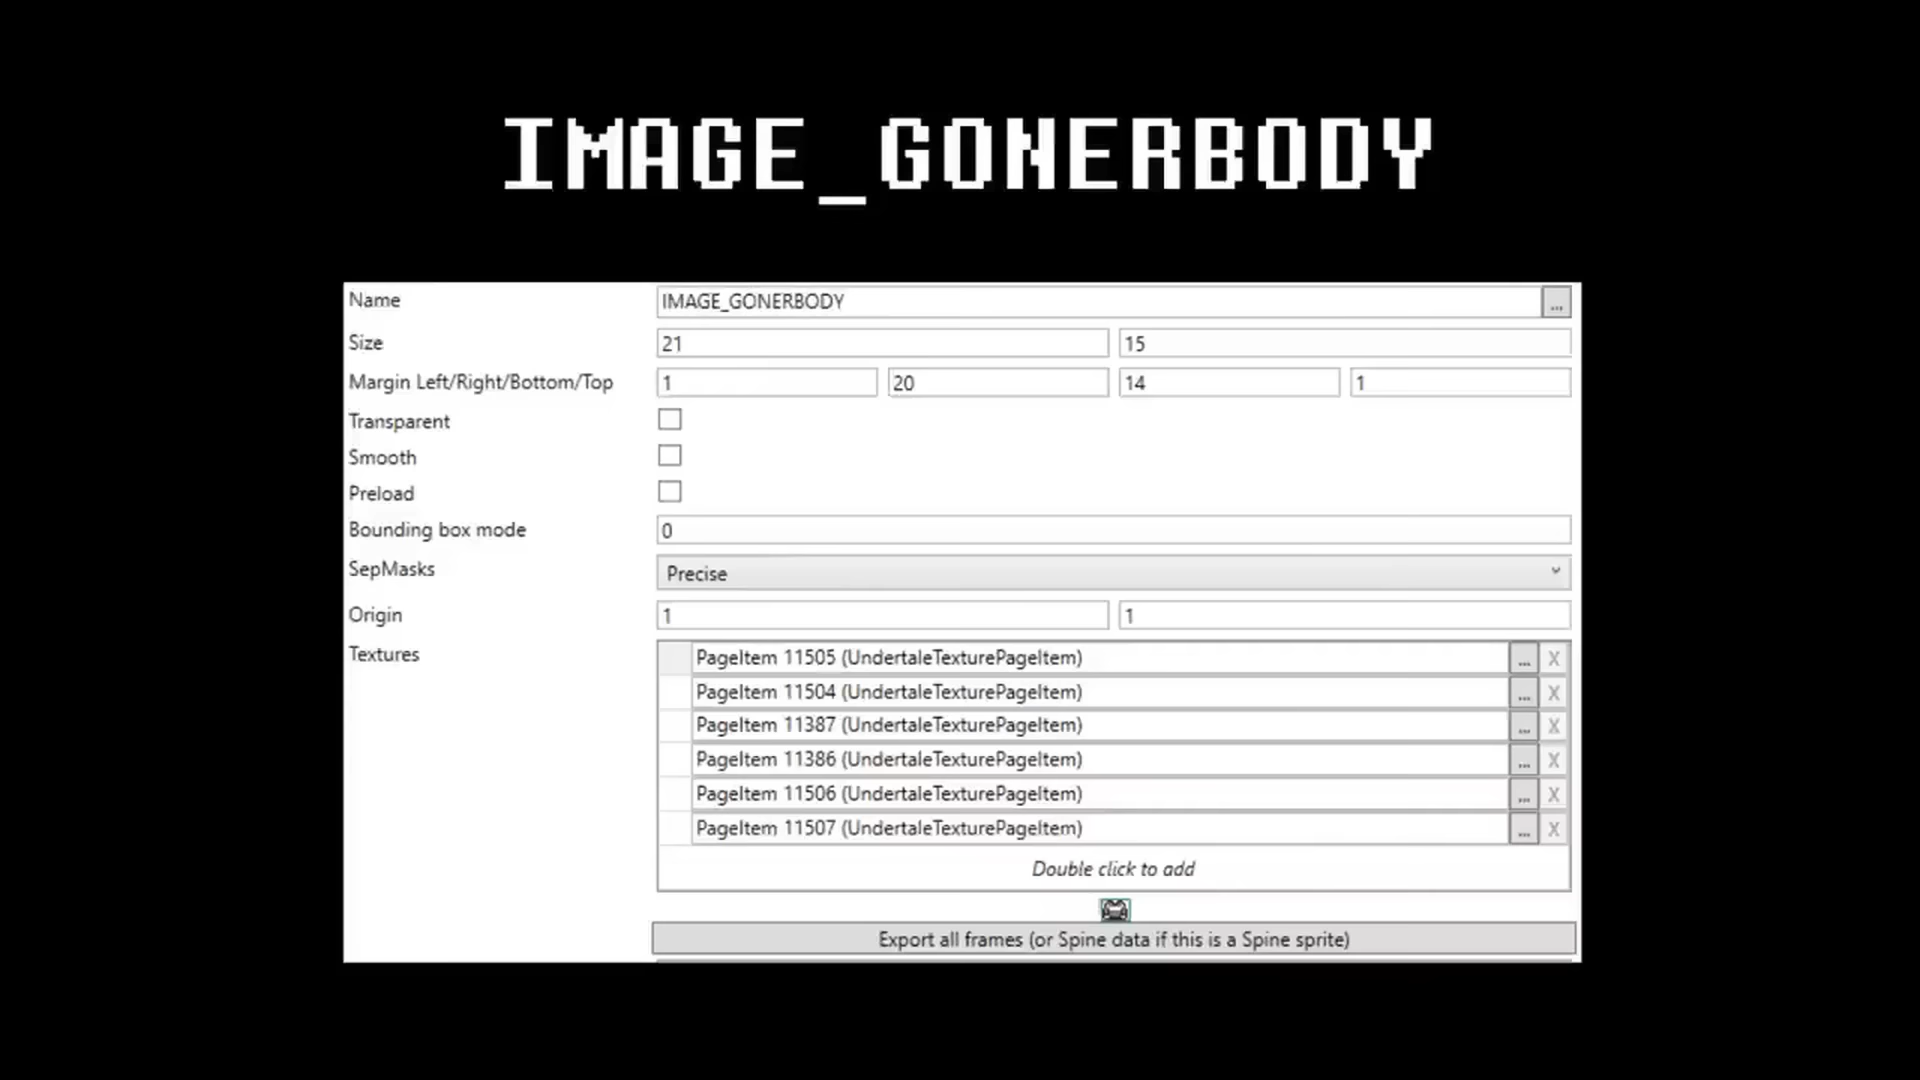 IMAGE_GONERBODY
Name IMAGE_GONERBODY ...
Size 21 15
Margin Left/Right/Bottom/Top 1 20 14 1
Transparent
Smooth
Preload
Bounding box mode 0
SepMasks Precise
Origin 1 1
Textures PageItem 11505 (UndertaleTexturePageItem) ... X
PageItem 11504 (UndertaleTexturePageItem) ... X
PageItem 11387 (UndertaleTexturePageItem) ... X
PageItem 11386 (UndertaleTexturePageItem) ... X
PageItem 11506 (UndertaleTexturePageItem) ... X
PageItem 11507 (UndertaleTexturePageItem) ... X
Double click to add
Export all frames (or Spine data if this is a Spine sprite)